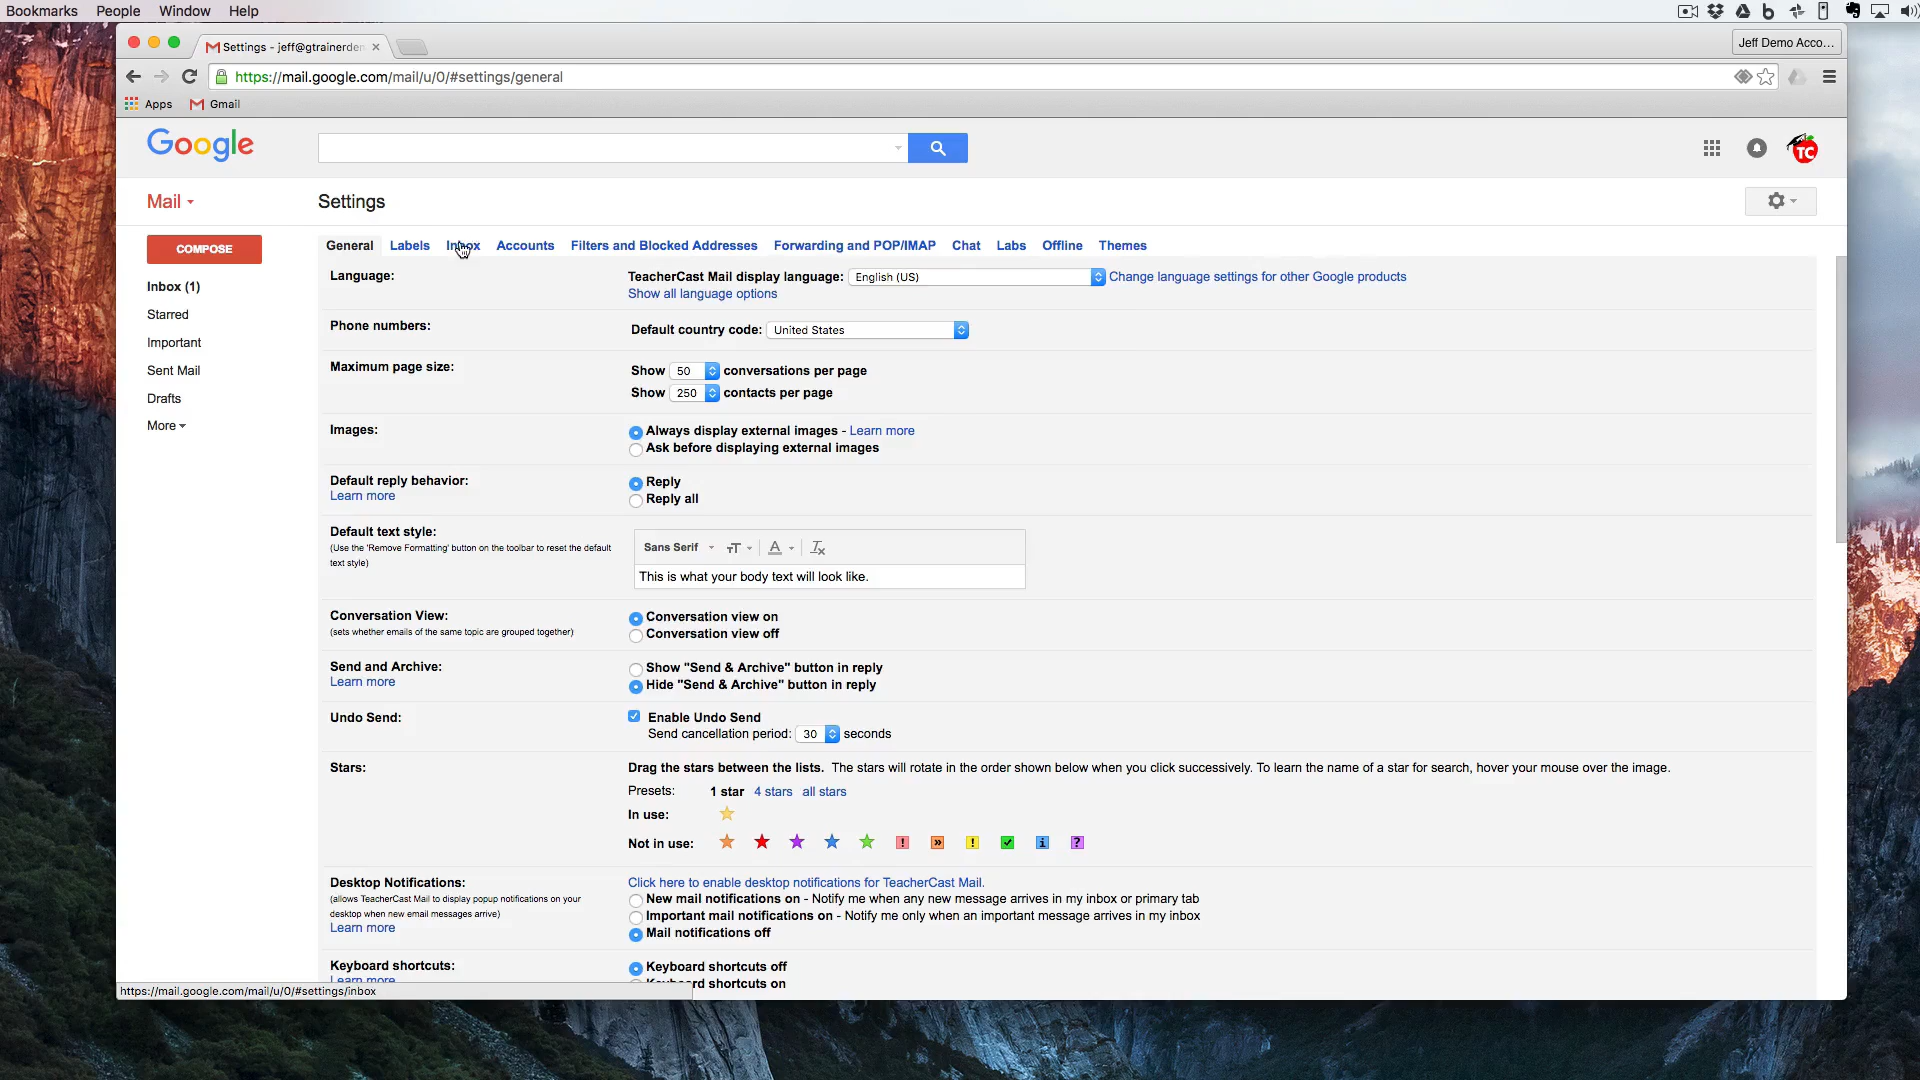 Bookmarks People Window Help
Settings - jeff@gtrainerden
Jeff Demo Acco...
https://mail.google.com/mail/u/0/#settings/general
Apps Gmail
Google
TC
Mail
Settings
COMPOSE
General Labels Inbox Accounts Filters and Blocked Addresses Forwarding and POP/IMAP Chat Labs Offline Themes
Inbox (1)
Starred
Important
Sent Mail
Drafts
More
Language: TeacherCast Mail display language: English (US) Change language settings for other Google products
Show all language options
Phone numbers: Default country code: United States
Maximum page size: Show 50 conversations per page
Show 250 contacts per page
Images: Always display external images - Learn more
Ask before displaying external images
Default reply behavior: Reply
Learn more Reply all
Default text style:
(Use the 'Remove Formatting' button on the toolbar to reset the default
text style)
Sans Serif
This is what your body text will look like.
Conversation View: Conversation view on
(sets whether emails of the same topic are grouped together) Conversation view off
Send and Archive: Show "Send & Archive" button in reply
Learn more Hide "Send & Archive" button in reply
Undo Send: Enable Undo Send
Send cancellation period: 30 seconds
Stars: Drag the stars between the lists. The stars will rotate in the order shown below when you click successively. To learn the name of a star for search, hover your mouse over the image.
Presets: 1 star 4 stars all stars
In use:
Not in use:
Desktop Notifications: Click here to enable desktop notifications for TeacherCast Mail.
(allows TeacherCast Mail to display popup notifications on your
desktop when new email messages arrive)
Learn more
New mail notifications on - Notify me when any new message arrives in my inbox or primary tab
Important mail notifications on - Notify me only when an important message arrives in my inbox
Mail notifications off
Keyboard shortcuts: Keyboard shortcuts off
Learn more Keyboard shortcuts on
https://mail.google.com/mail/u/0/#settings/inbox